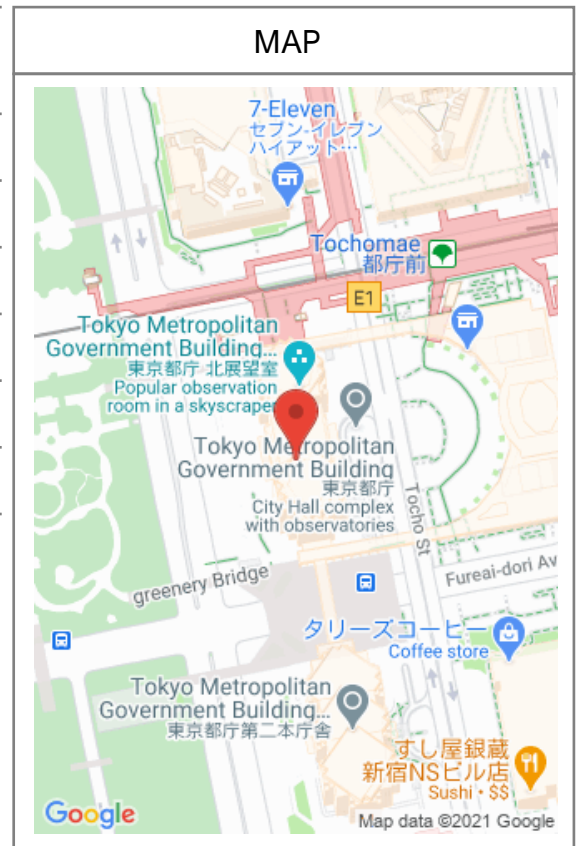 MAP
7-Eleven
セブン-イレブン
ハイアット…
Tochomae
都庁前
E1
Tokyo Metropolitan
Government Building...
東京都庁 北展望室
Popular observation
room in a skyscraper
Tokyo Metropolitan
Government Building
東京都庁
City Hall complex
with observatories
Tocho St
greenery Bridge
Fureai-dori Av
タリーズコーヒー
Coffee store
Tokyo Metropolitan
Government Building...
東京都庁第二本庁舎
すし屋銀蔵
新宿NSビル店
Sushi・$$
Google
Map data ©2021 Google